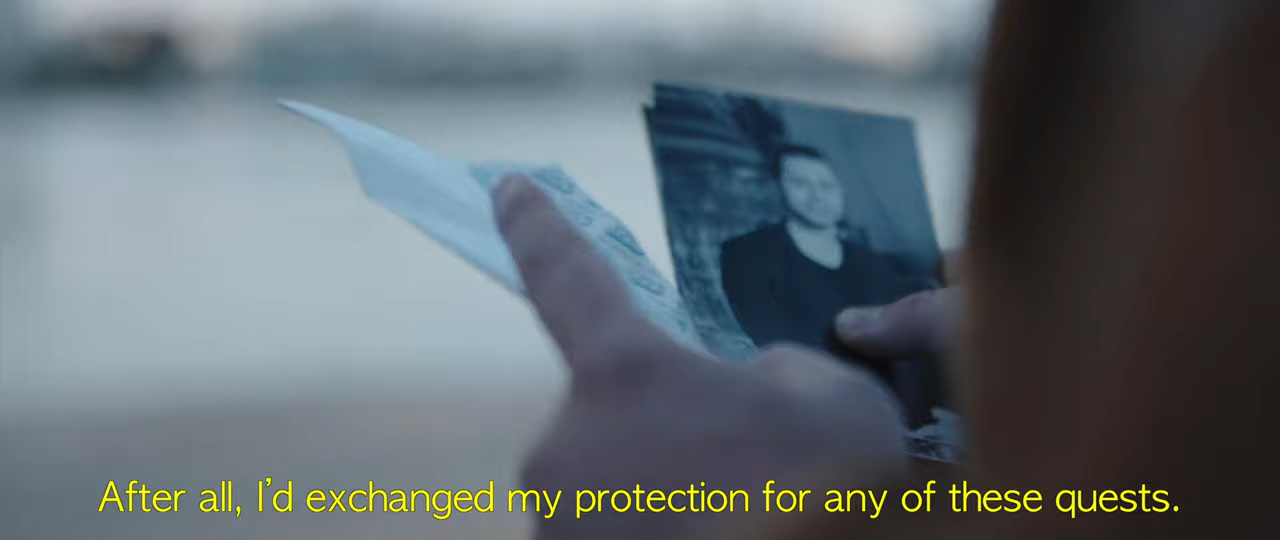 After all, I'd exchanged my protection for any of these quests.